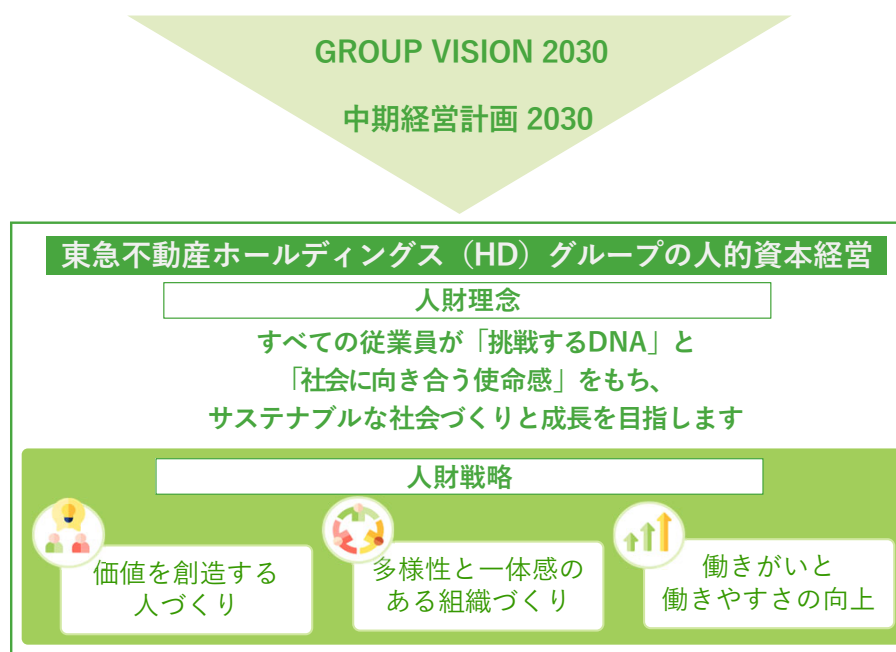 GROUP VISION 2030
中期経営計画 2030
東急不動産ホールディングス（HD）グループの人的資本経営
人財理念
すべての従業員が「挑戦するDNA」と
「社会に向き合う使命感」をもち、
サステナブルな社会づくりと成長を目指します
人財戦略
価値を創造する
人づくり
多様性と一体感の
ある組織づくり
働きがいと
働きやすさの向上